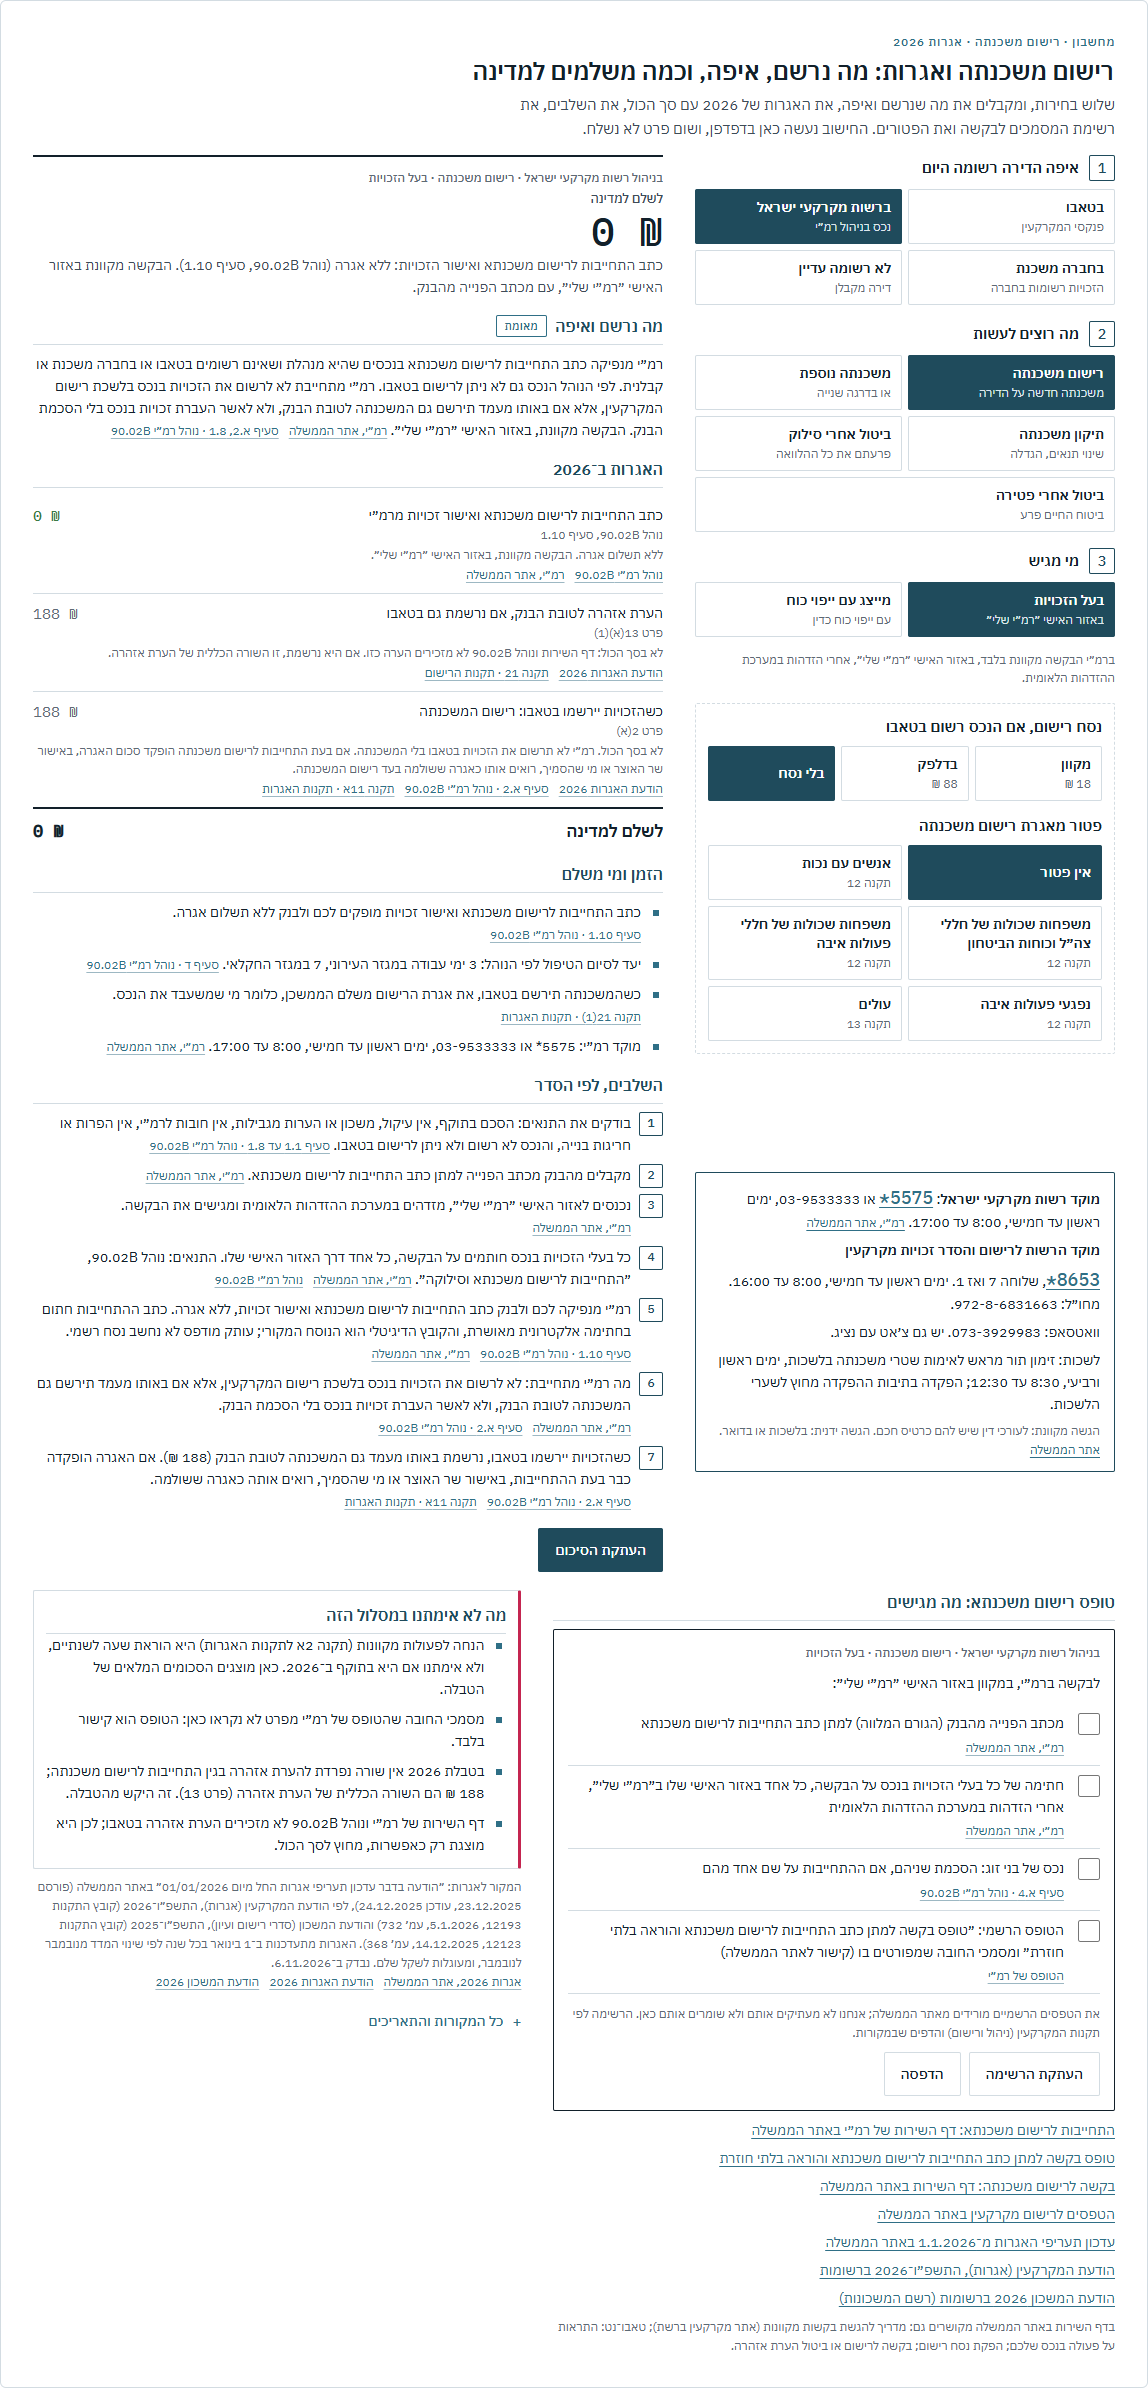 מחשבון · רישום משכנתה · אגרות 2026
רישום משכנתה ואגרות: מה נרשם, איפה, וכמה משלמים למדינה
שלוש בחירות, ומקבלים את מה שנרשם ואיפה, את האגרות של 2026 עם סך הכול, את השלבים, את
רשימת המסמכים לבקשה ואת הפטורים. החישוב נעשה כאן בדפדפן, ושום פרט לא נשלח.
1 איפה הדירה רשומה היום
בטאבו
פנקסי המקרקעין
ברשות מקרקעי ישראל
נכס בניהול רמ״י
בחברה משכנת
הזכויות רשומות בחברה
לא רשומה עדיין
דירה מקבלן
2 מה רוצים לעשות
רישום משכנתה
משכנתה חדשה על הדירה
משכנתה נוספת
או בדרגה שנייה
תיקון משכנתה
שינוי תנאים, הגדלה
ביטול אחרי סילוק
פרעתם את כל ההלוואה
ביטול אחרי פטירה
ביטוח החיים פרע
3 מי מגיש
בעל הזכויות
באזור האישי ״רמ״י שלי״
מייצג עם ייפוי כוח
עם ייפוי כוח כדין
ברמ״י הבקשה מקוונת בלבד, באזור האישי ״רמ״י שלי״, אחרי הזדהות במערכת
ההזדהות הלאומית.
נסח רישום, אם הנכס רשום בטאבו
מקוון
18 ₪
בדלפק
88 ₪
בלי נסח
פטור מאגרת רישום משכנתה
אין פטור
אנשים עם נכות
תקנה 12
משפחות שכולות של חללי
צה״ל וכוחות הביטחון
תקנה 12
משפחות שכולות של חללי
פעולות איבה
תקנה 12
נפגעי פעולות איבה
תקנה 12
עולים
תקנה 13
מוקד רשות מקרקעי ישראל: 5575* או 03-9533333, ימים
ראשון עד חמישי, 8:00 עד 17:00. רמ״י, אתר הממשלה
מוקד הרשות לרישום והסדר זכויות מקרקעין
8653*, שלוחה 7 ואז 1. ימים ראשון עד חמישי, 8:00 עד 16:00.
מחו״ל: 972-8-6831663.
וואטסאפ: 073-3929983. יש גם צ׳אט עם נציג.
לשכות: זימון תור מראש לאימות שטרי משכנתה בלשכות, ימים ראשון
ורביעי, 8:30 עד 12:30; הפקדה בתיבות ההפקדה מחוץ לשערי
הלשכות.
הגשה מקוונת: לעורכי דין שיש להם כרטיס חכם. הגשה ידנית: בלשכות או בדואר.
אתר הממשלה
בניהול רשות מקרקעי ישראל · רישום משכנתה · בעל הזכויות
לשלם למדינה
₪ 0
כתב התחייבות לרישום משכנתא ואישור הזכויות: ללא אגרה (נוהל 90.02B, סעיף 1.10). הבקשה מקוונת באזור
האישי ״רמ״י שלי״, עם מכתב הפנייה מהבנק.
מה נרשם ואיפה מאומת
רמ״י מנפיקה כתב התחייבות לרישום משכנתא בנכסים שהיא מנהלת ושאינם רשומים בטאבו או בחברה משכנת או
קבלנית. לפי הנוהל הנכס גם לא ניתן לרישום בטאבו. רמ״י מתחייבת לא לרשום את הזכויות בנכס בלשכת רישום
המקרקעין, אלא אם באותו מעמד תירשם גם המשכנתה לטובת הבנק, ולא לאשר העברת זכויות בנכס בלי הסכמת
הבנק. הבקשה מקוונת, באזור האישי ״רמ״י שלי״. רמ״י, אתר הממשלה סעיף א.2, 1.8 · נוהל רמ״י 90.02B
האגרות ב־2026
כתב התחייבות לרישום משכנתא ואישור זכויות מרמ״י ₪ 0
נוהל 90.02B, סעיף 1.10
ללא תשלום אגרה. הבקשה מקוונת, באזור האישי ״רמ״י שלי״.
נוהל רמ״י 90.02B רמ״י, אתר הממשלה
הערת אזהרה לטובת הבנק, אם נרשמת גם בטאבו ₪ 188
פרט 13(א)(1)
לא בסך הכול: דף השירות ונוהל 90.02B לא מזכירים הערה כזו. אם היא נרשמת, זו השורה הכללית של הערת אזהרה.
הודעת האגרות 2026 תקנה 21 · תקנות הרישום
כשהזכויות יירשמו בטאבו: רישום המשכנתה ₪ 188
פרט 2(א)
לא בסך הכול. רמ״י לא תרשום את הזכויות בטאבו בלי המשכנתה. אם בעת התחייבות לרישום משכנתה הופקד סכום האגרה, באישור
שר האוצר או מי שהסמיך, רואים אותו כאגרה ששולמה בעד רישום המשכנתה.
הודעת האגרות 2026 סעיף א.2 · נוהל רמ״י 90.02B תקנה 11א · תקנות האגרות
לשלם למדינה ₪ 0
הזמן ומי משלם
כתב התחייבות לרישום משכנתא ואישור זכויות מופקים לכם ולבנק ללא תשלום אגרה.
סעיף 1.10 · נוהל רמ״י 90.02B
יעד לסיום הטיפול לפי הנוהל: 3 ימי עבודה במגזר העירוני, 7 במגזר החקלאי. סעיף ד · נוהל רמ״י 90.02B
כשהמשכנתה תירשם בטאבו, את אגרת הרישום משלם הממשכן, כלומר מי שמשעבד את הנכס.
תקנה 21(1) · תקנות האגרות
מוקד רמ״י: 5575* או 03-9533333, ימים ראשון עד חמישי, 8:00 עד 17:00. רמ״י, אתר הממשלה
השלבים, לפי הסדר
1 בודקים את התנאים: הסכם בתוקף, אין עיקול, משכון או הערות מגבילות, אין חובות לרמ״י, אין הפרות או
חריגות בנייה, והנכס לא רשום ולא ניתן לרישום בטאבו. סעיף 1.1 עד 1.8 · נוהל רמ״י 90.02B
2 מקבלים מהבנק מכתב הפנייה למתן כתב התחייבות לרישום משכנתא. רמ״י, אתר הממשלה
3 נכנסים לאזור האישי ״רמ״י שלי״, מזדהים במערכת ההזדהות הלאומית ומגישים את הבקשה.
רמ״י, אתר הממשלה
4 כל בעלי הזכויות בנכס חותמים על הבקשה, כל אחד דרך האזור האישי שלו. התנאים: נוהל 90.02B,
״התחייבות לרישום משכנתא וסילוקה״. רמ״י, אתר הממשלה נוהל רמ״י 90.02B
5 רמ״י מנפיקה לכם ולבנק כתב התחייבות לרישום משכנתא ואישור זכויות, ללא אגרה. כתב ההתחייבות חתום
בחתימה אלקטרונית מאושרת, והקובץ הדיגיטלי הוא הנוסח המקורי; עותק מודפס לא נחשב נסח רשמי.
סעיף 1.10 · נוהל רמ״י 90.02B רמ״י, אתר הממשלה
6 מה רמ״י מתחייבת: לא לרשום את הזכויות בנכס בלשכת רישום המקרקעין, אלא אם באותו מעמד תירשם גם
המשכנתה לטובת הבנק, ולא לאשר העברת זכויות בנכס בלי הסכמת הבנק.
רמ״י, אתר הממשלה סעיף א.2 · נוהל רמ״י 90.02B
7 כשהזכויות יירשמו בטאבו, נרשמת באותו מעמד גם המשכנתה לטובת הבנק (188 ₪). אם האגרה הופקדה
כבר בעת ההתחייבות, באישור שר האוצר או מי שהסמיך, רואים אותה כאגרה ששולמה.
סעיף א.2 · נוהל רמ״י 90.02B תקנה 11א · תקנות האגרות
העתקת הסיכום
טופס רישום משכנתא: מה מגישים
בניהול רשות מקרקעי ישראל · רישום משכנתה · בעל הזכויות
לבקשה ברמ״י, במקוון באזור האישי ״רמ״י שלי״:
מכתב הפנייה מהבנק (הגורם המלווה) למתן כתב התחייבות לרישום משכנתא
רמ״י, אתר הממשלה
חתימה של כל בעלי הזכויות בנכס על הבקשה, כל אחד באזור האישי שלו ב״רמ״י שלי״,
אחרי הזדהות במערכת ההזדהות הלאומית
רמ״י, אתר הממשלה
נכס של בני זוג: הסכמת שניהם, אם ההתחייבות על שם אחד מהם
סעיף א.4 · נוהל רמ״י 90.02B
הטופס הרשמי: ״טופס בקשה למתן כתב התחייבות לרישום משכנתא והוראה בלתי
חוזרת״ ומסמכי החובה שמפורטים בו (קישור לאתר הממשלה)
הטופס של רמ״י
את הטפסים הרשמיים מורידים מאתר הממשלה; אנחנו לא מעתיקים אותם ולא שומרים אותם כאן. הרשימה לפי
תקנות המקרקעין (ניהול ורישום) והדפים שבמקורות.
העתקת הרשימה
הדפסה
התחייבות לרישום משכנתא: דף השירות של רמ״י באתר הממשלה
טופס בקשה למתן כתב התחייבות לרישום משכנתא והוראה בלתי חוזרת
בקשה לרישום משכנתה: דף השירות באתר הממשלה
הטפסים לרישום מקרקעין באתר הממשלה
עדכון תעריפי האגרות מ־1.1.2026 באתר הממשלה
הודעת המקרקעין (אגרות), התשפ״ו־2026 ברשומות
הודעת המשכון 2026 ברשומות (רשם המשכונות)
בדף השירות באתר הממשלה מקושרים גם: מדריך להגשת בקשות מקוונות (אתר מקרקעין ברשת); טאבו־נט: התראות
על פעולה בנכס שלכם; הפקת נסח רישום; בקשה לרישום או ביטול הערת אזהרה.
מה לא אימתנו במסלול הזה
הנחה לפעולות מקוונות (תקנה 2א לתקנות האגרות) היא הוראת שעה לשנתיים,
ולא אימתנו אם היא בתוקף ב־2026. כאן מוצגים הסכומים המלאים של
הטבלה.
מסמכי החובה שהטופס של רמ״י מפרט לא נקראו כאן: הטופס הוא קישור
בלבד.
בטבלת 2026 אין שורה נפרדת להערת אזהרה בגין התחייבות לרישום משכנתה;
188 ₪ הם השורה הכללית של הערת אזהרה (פרט 13). זה היקש מהטבלה.
דף השירות של רמ״י ונוהל 90.02B לא מזכירים הערת אזהרה בטאבו; לכן היא
מוצגת רק כאפשרות, מחוץ לסך הכול.
המקור לאגרות: ״הודעה בדבר עדכון תעריפי אגרות החל מיום 01/01/2026״ באתר הממשלה (פורסם
23.12.2025, עודכן 24.12.2025), לפי הודעת המקרקעין (אגרות), התשפ״ו־2026 (קובץ התקנות
12193, 5.1.2026, עמ׳ 732) והודעת המשכון (סדרי רישום ועיון), התשפ״ו־2025 (קובץ התקנות
12123, 14.12.2025, עמ׳ 368). האגרות מתעדכנות ב־1 בינואר בכל שנה לפי שינוי המדד מנובמבר
לנובמבר, ומעוגלות לשקל שלם. נבדק ב־6.11.2026.
אגרות 2026, אתר הממשלה הודעת האגרות 2026 הודעת המשכון 2026
+ כל המקורות והתאריכים